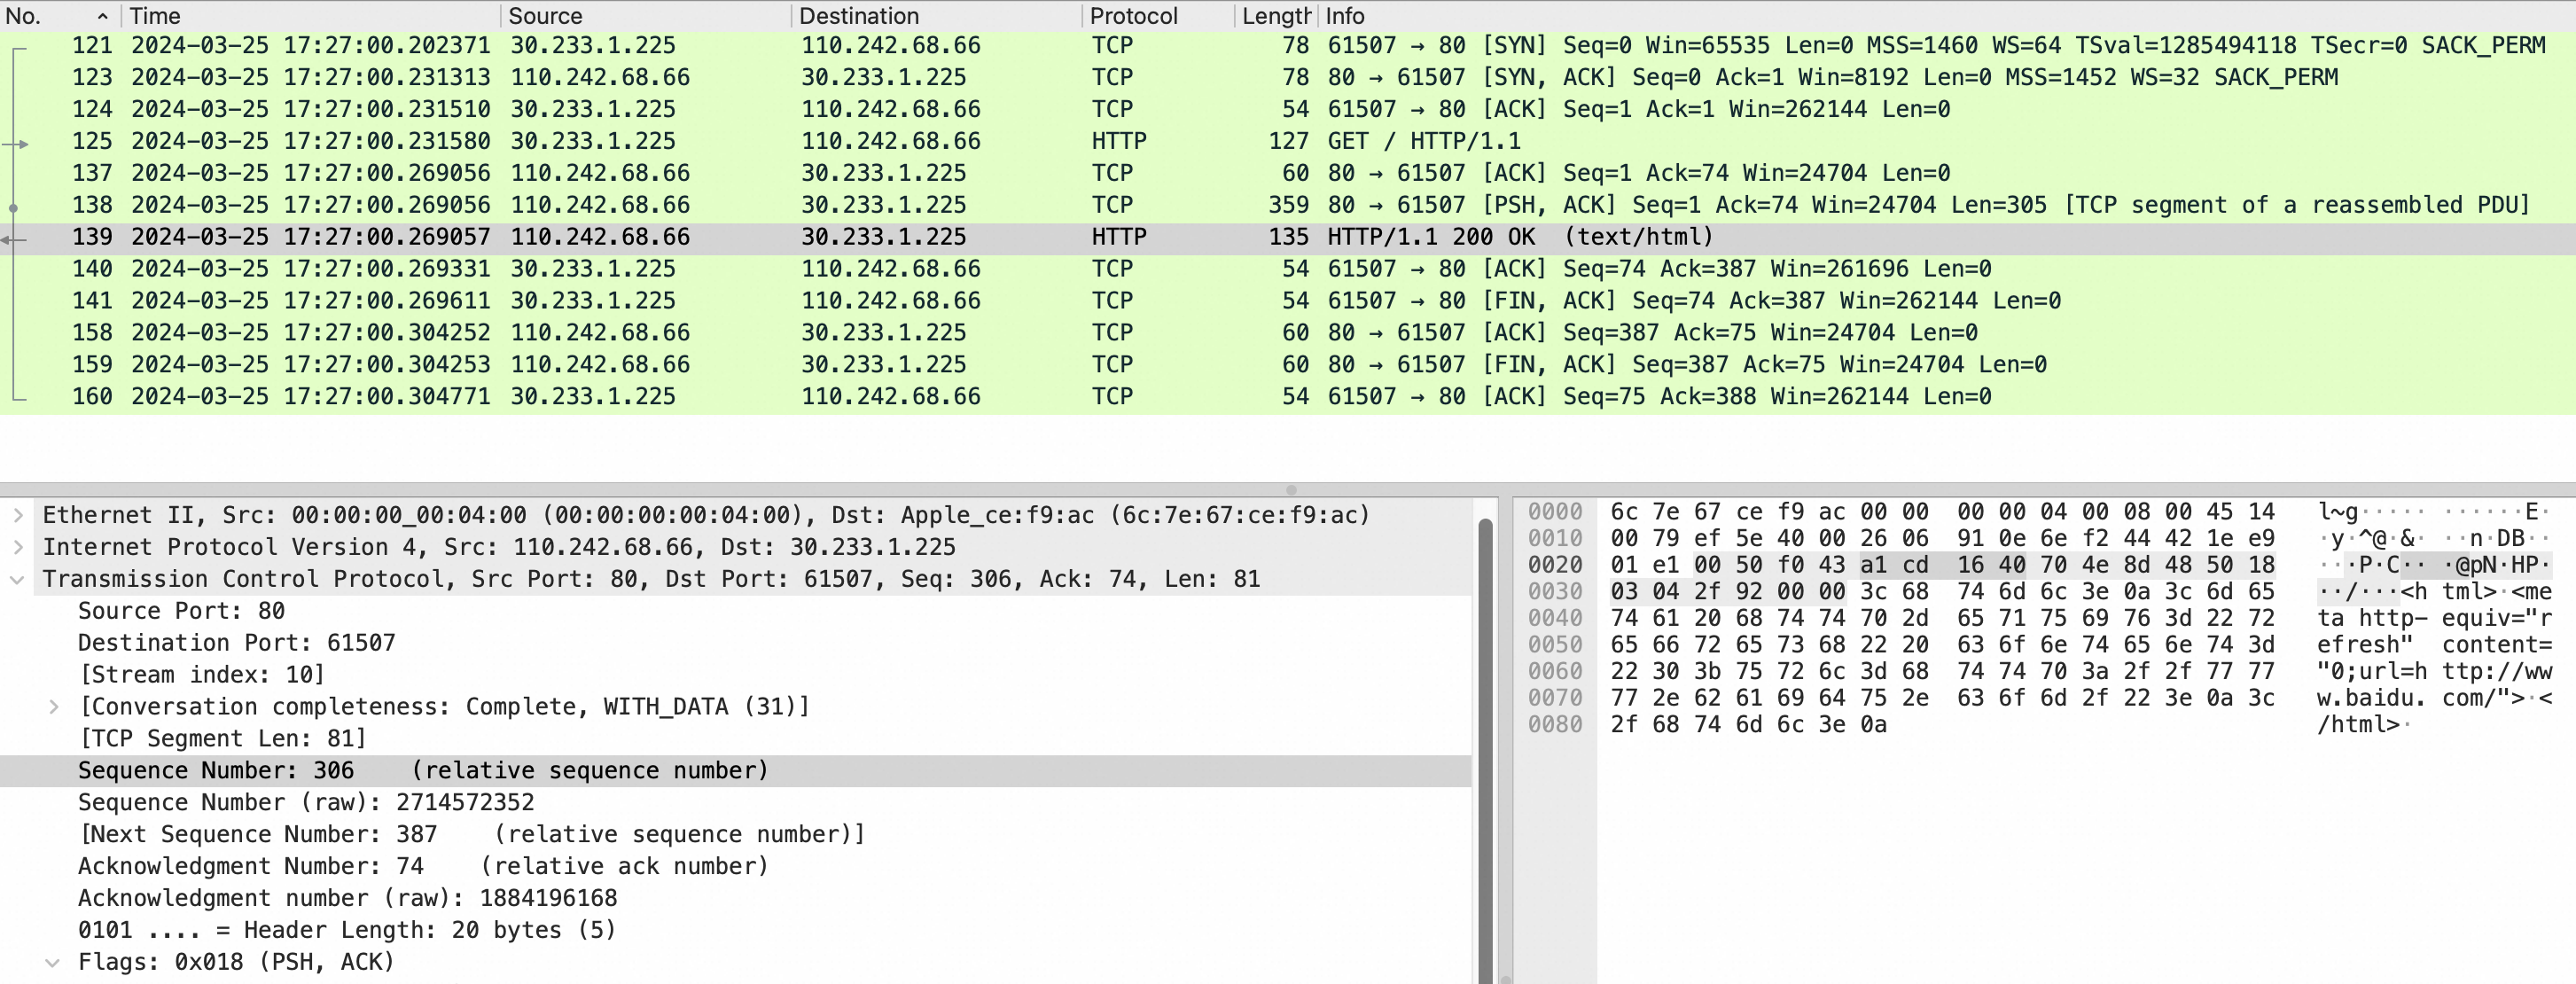 No. Time Source Destination Protocol Length Info
121 2024-03-25 17:27:00.202371 30.233.1.225 110.242.68.66 TCP 78 61507 → 80 [SYN] Seq=0 Win=65535 Len=0 MSS=1460 WS=64 TSval=1285494118 TSecr=0 SACK_PERM
123 2024-03-25 17:27:00.231313 110.242.68.66 30.233.1.225 TCP 78 80 → 61507 [SYN, ACK] Seq=0 Ack=1 Win=8192 Len=0 MSS=1452 WS=32 SACK_PERM
124 2024-03-25 17:27:00.231510 30.233.1.225 110.242.68.66 TCP 54 61507 → 80 [ACK] Seq=1 Ack=1 Win=262144 Len=0
125 2024-03-25 17:27:00.231580 30.233.1.225 110.242.68.66 HTTP 127 GET / HTTP/1.1
137 2024-03-25 17:27:00.269056 110.242.68.66 30.233.1.225 TCP 60 80 → 61507 [ACK] Seq=1 Ack=74 Win=24704 Len=0
138 2024-03-25 17:27:00.269056 110.242.68.66 30.233.1.225 TCP 359 80 → 61507 [PSH, ACK] Seq=1 Ack=74 Win=24704 Len=305 [TCP segment of a reassembled PDU]
139 2024-03-25 17:27:00.269057 110.242.68.66 30.233.1.225 HTTP 135 HTTP/1.1 200 OK (text/html)
140 2024-03-25 17:27:00.269331 30.233.1.225 110.242.68.66 TCP 54 61507 → 80 [ACK] Seq=74 Ack=387 Win=261696 Len=0
141 2024-03-25 17:27:00.269611 30.233.1.225 110.242.68.66 TCP 54 61507 → 80 [FIN, ACK] Seq=74 Ack=387 Win=262144 Len=0
158 2024-03-25 17:27:00.304252 110.242.68.66 30.233.1.225 TCP 60 80 → 61507 [ACK] Seq=387 Ack=75 Win=24704 Len=0
159 2024-03-25 17:27:00.304253 110.242.68.66 30.233.1.225 TCP 60 80 → 61507 [FIN, ACK] Seq=387 Ack=75 Win=24704 Len=0
160 2024-03-25 17:27:00.304771 30.233.1.225 110.242.68.66 TCP 54 61507 → 80 [ACK] Seq=75 Ack=388 Win=262144 Len=0
Ethernet II, Src: 00:00:00_00:04:00 (00:00:00:00:04:00), Dst: Apple_ce:f9:ac (6c:7e:67:ce:f9:ac)
Internet Protocol Version 4, Src: 110.242.68.66, Dst: 30.233.1.225
Transmission Control Protocol, Src Port: 80, Dst Port: 61507, Seq: 306, Ack: 74, Len: 81
Source Port: 80
Destination Port: 61507
[Stream index: 10]
[Conversation completeness: Complete, WITH_DATA (31)]
[TCP Segment Len: 81]
Sequence Number: 306 (relative sequence number)
Sequence Number (raw): 2714572352
[Next Sequence Number: 387 (relative sequence number)]
Acknowledgment Number: 74 (relative ack number)
Acknowledgment number (raw): 1884196168
0101 .... = Header Length: 20 bytes (5)
Flags: 0x018 (PSH, ACK)
0000 6c 7e 67 ce f9 ac 00 00 00 00 04 00 08 00 45 14 l~g····· ······E·
0010 00 79 ef 5e 40 00 26 06 91 0e 6e f2 44 42 1e e9 ·y·^@·&· ··n·DB··
0020 01 e1 00 50 f0 43 a1 cd 16 40 70 4e 8d 48 50 18 ···P·C·· ·@pN·HP·
0030 03 04 2f 92 00 00 3c 68 74 6d 6c 3e 0a 3c 6d 65 ··/···<h tml>·<me
0040 74 61 20 68 74 74 70 2d 65 71 75 69 76 3d 22 72 ta http- equiv="r
0050 65 66 72 65 73 68 22 20 63 6f 6e 74 65 6e 74 3d efresh" content=
0060 22 30 3b 75 72 6c 3d 68 74 74 70 3a 2f 2f 77 77 "0;url=h ttp://ww
0070 77 2e 62 61 69 64 75 2e 63 6f 6d 2f 22 3e 0a 3c w.baidu. com/">·<
0080 2f 68 74 6d 6c 3e 0a /html>·